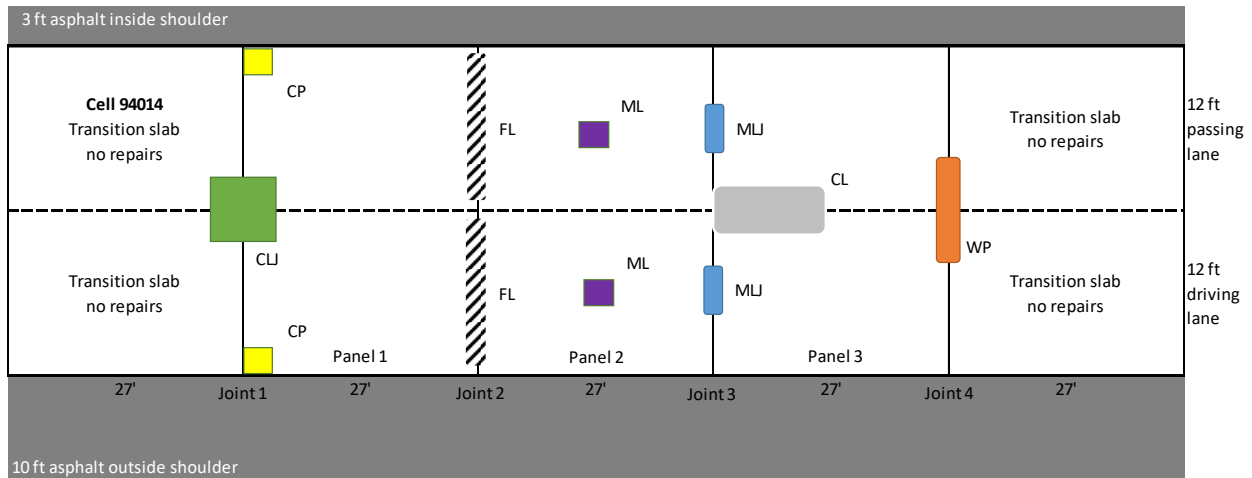 3 ft asphalt inside shoulder
CP
Cell 94014
Transition slab
no repairs
FL
ML
MLJ
Transition slab
no repairs
12 ft
passing
lane
CL
CLJ
WP
Transition slab
no repairs
FL
ML
MLJ
Transition slab
no repairs
12 ft
driving
lane
CP
Panel 1
Panel 2
Panel 3
27'
Joint 1
27'
Joint 2
27'
Joint 3
27'
Joint 4
27'
10 ft asphalt outside shoulder